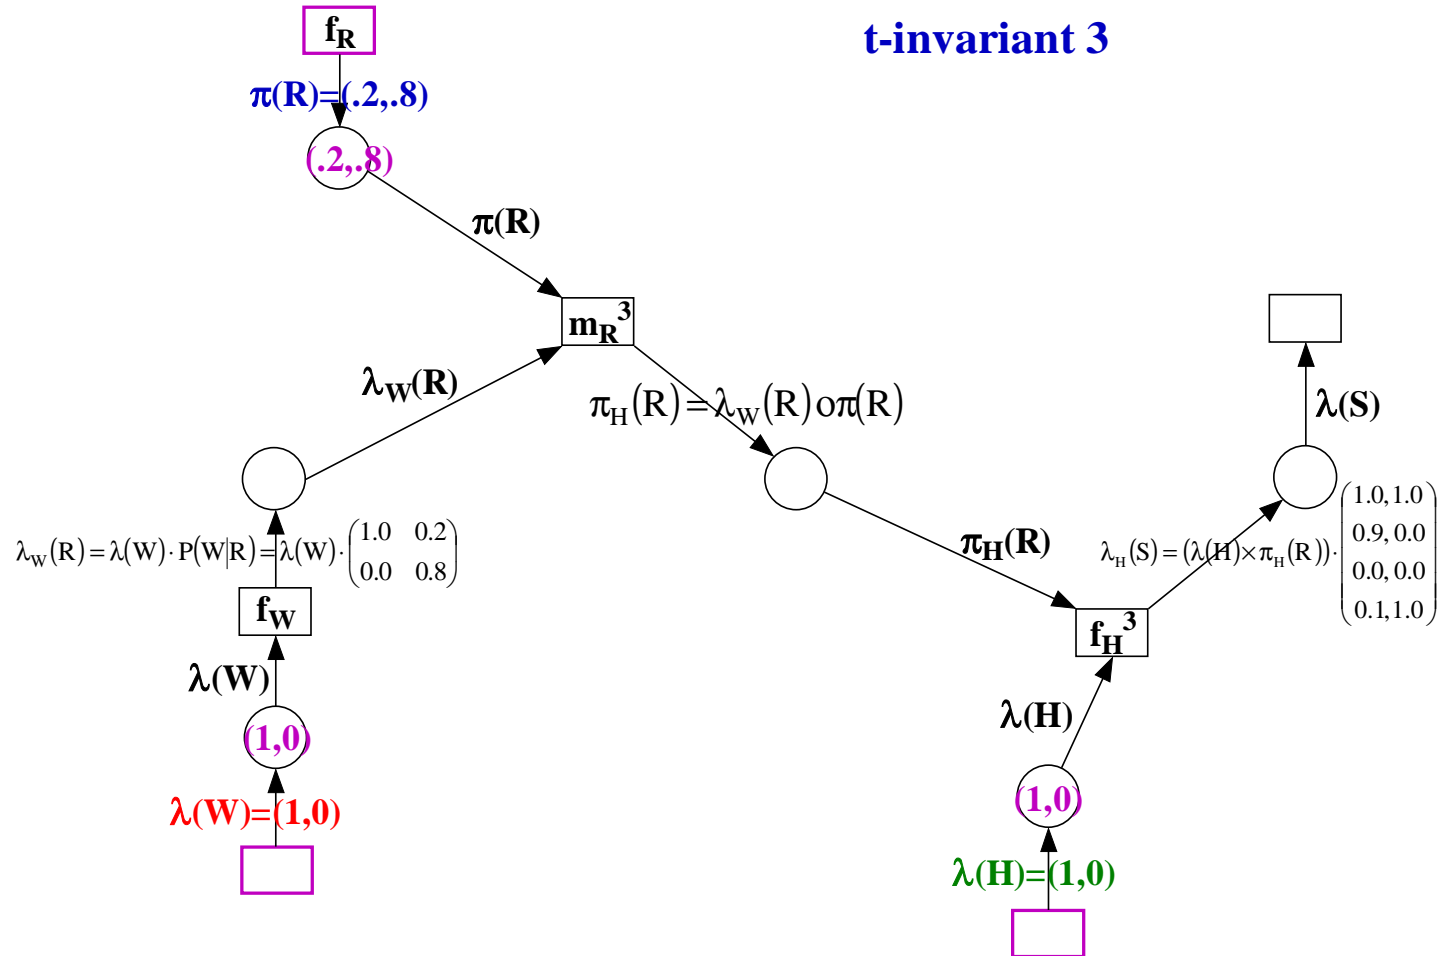 t-invariant 3
f_R
π(R)=(.2,.8)
(.2,.8)
π(R)
m_R^3
λ_W(R)
π_H(R)=λ_W(R)oπ(R)
λ(S)
λ_W(R)=λ(W)·P(W|R)=λ(W)·(1.0 0.2
0.0 0.8)
π_H(R)
λ_H(S)=(λ(H)×π_H(R))·(1.0,1.0
0.9,0.0
0.0,0.0
0.1,1.0)
f_W
f_H^3
λ(W)
λ(H)
(1,0)
(1,0)
λ(W)=(1,0)
λ(H)=(1,0)